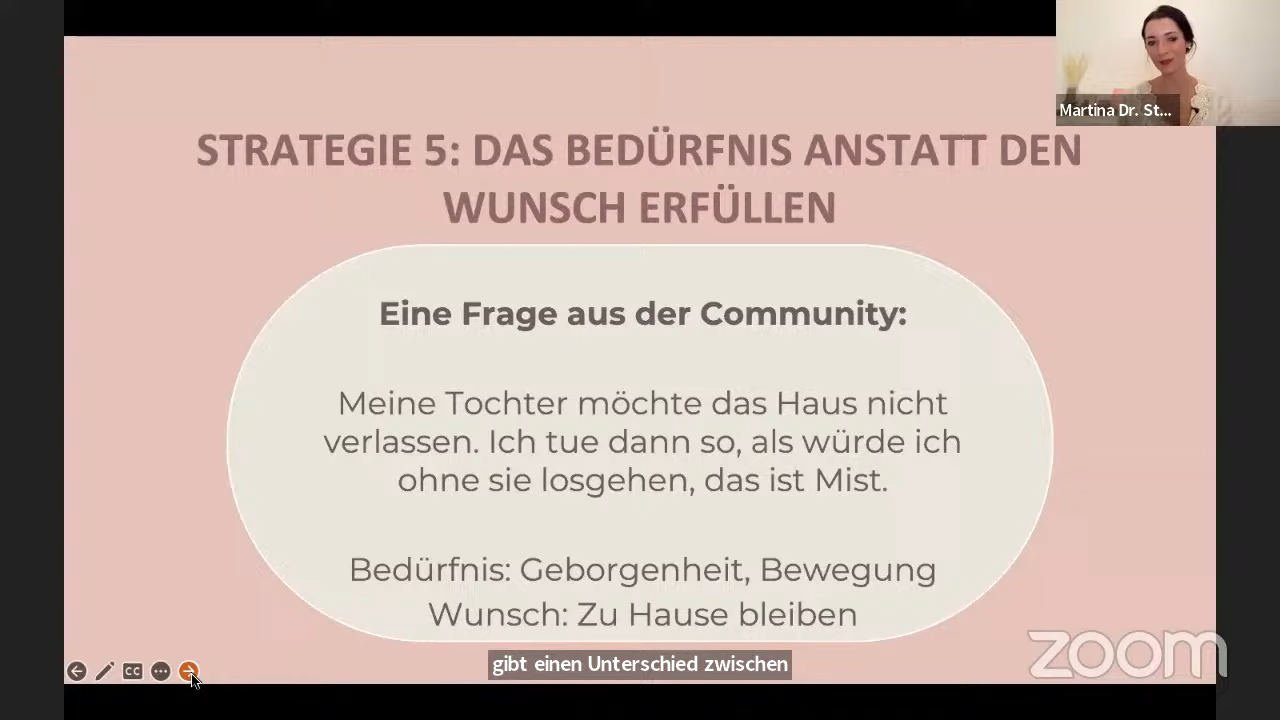 Martina Dr. St...
STRATEGIE 5: DAS BEDÜRFNIS ANSTATT DEN
WUNSCH ERFÜLLEN
Eine Frage aus der Community:
Meine Tochter möchte das Haus nicht
verlassen. Ich tue dann so, als würde ich
ohne sie losgehen, das ist Mist.
Bedürfnis: Geborgenheit, Bewegung
Wunsch: Zu Hause bleiben
zoom
CC
gibt einen Unterschied zwischen